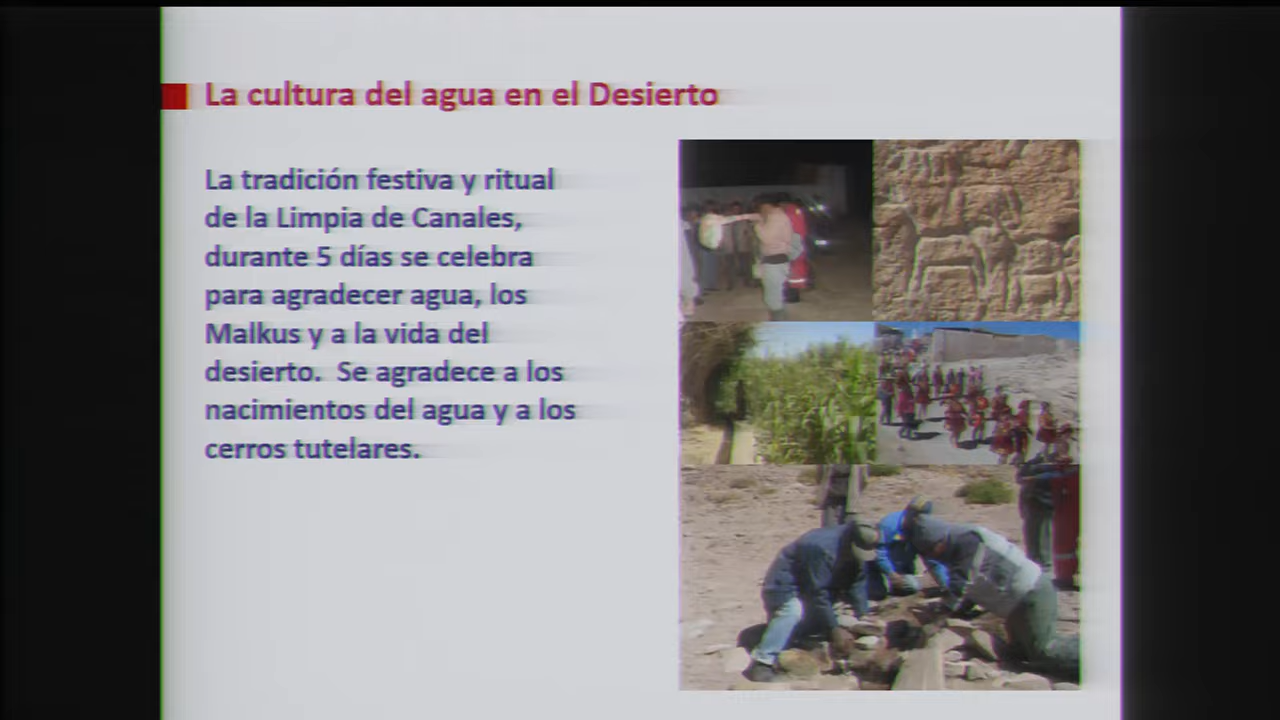 La cultura del agua en el Desierto
La tradición festiva y ritual
de la Limpia de Canales,
durante 5 días se celebra
para agradecer agua, los
Malkus y a la vida del
desierto.  Se agradece a los
nacimientos del agua y a los
cerros tutelares.